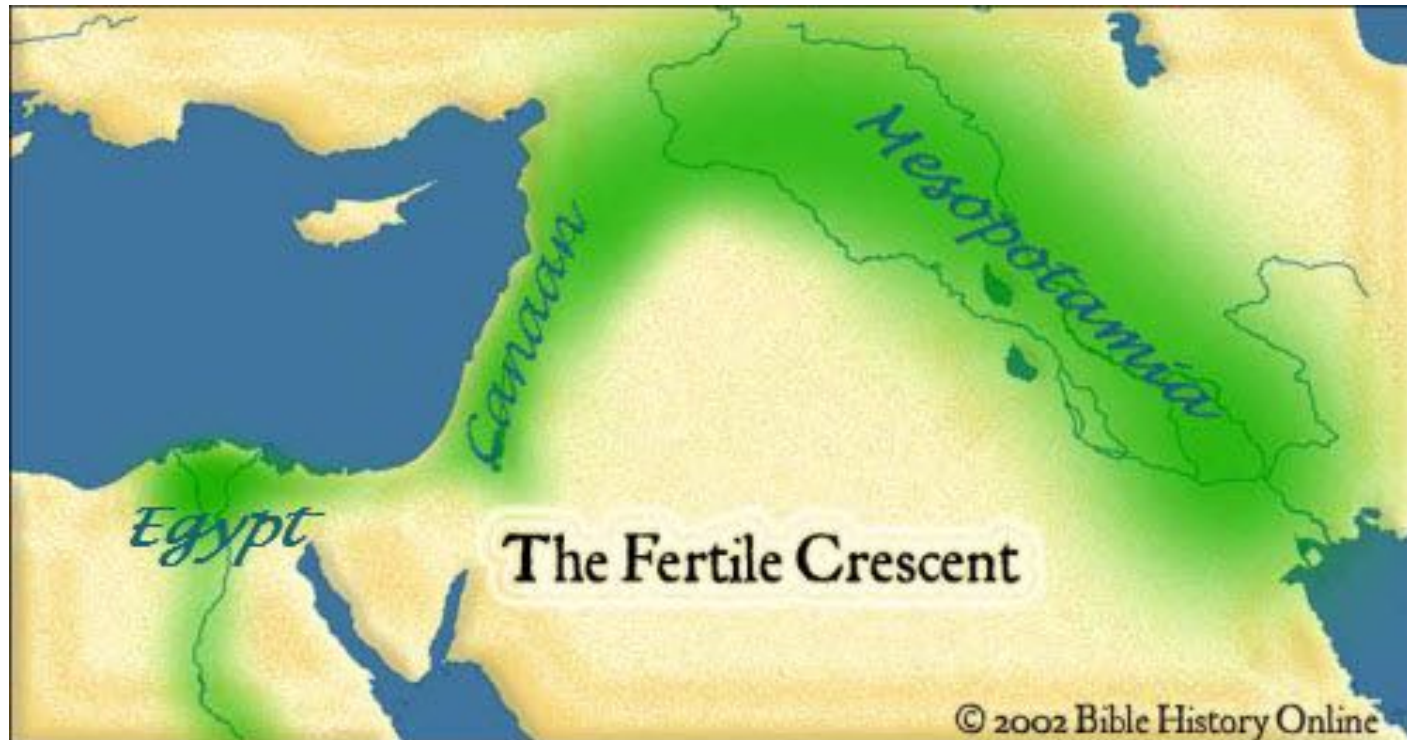 Mesopotamia
Canaan
Egypt
The Fertile Crescent
© 2002 Bible History Online